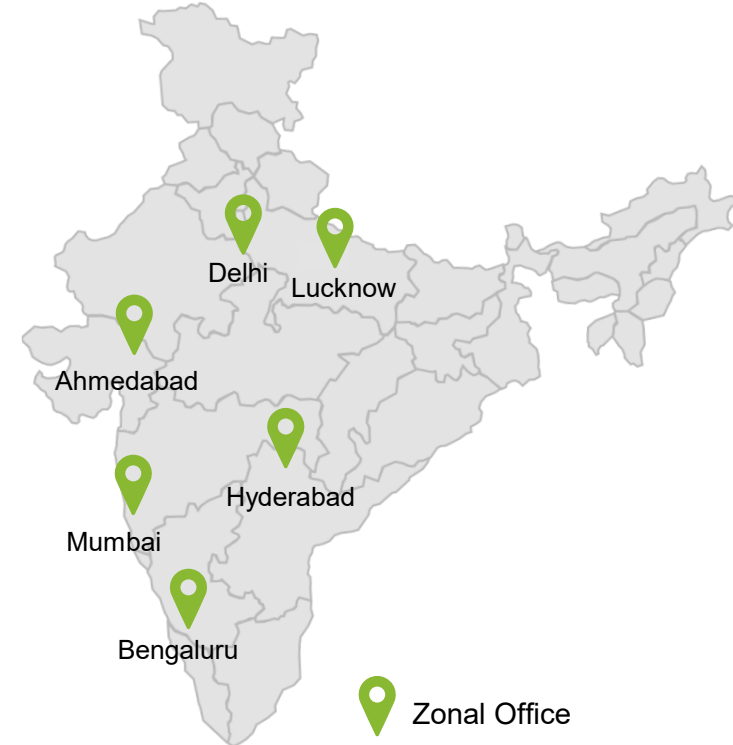 Delhi
Lucknow
Ahmedabad
Hyderabad
Mumbai
Bengaluru
Zonal Office